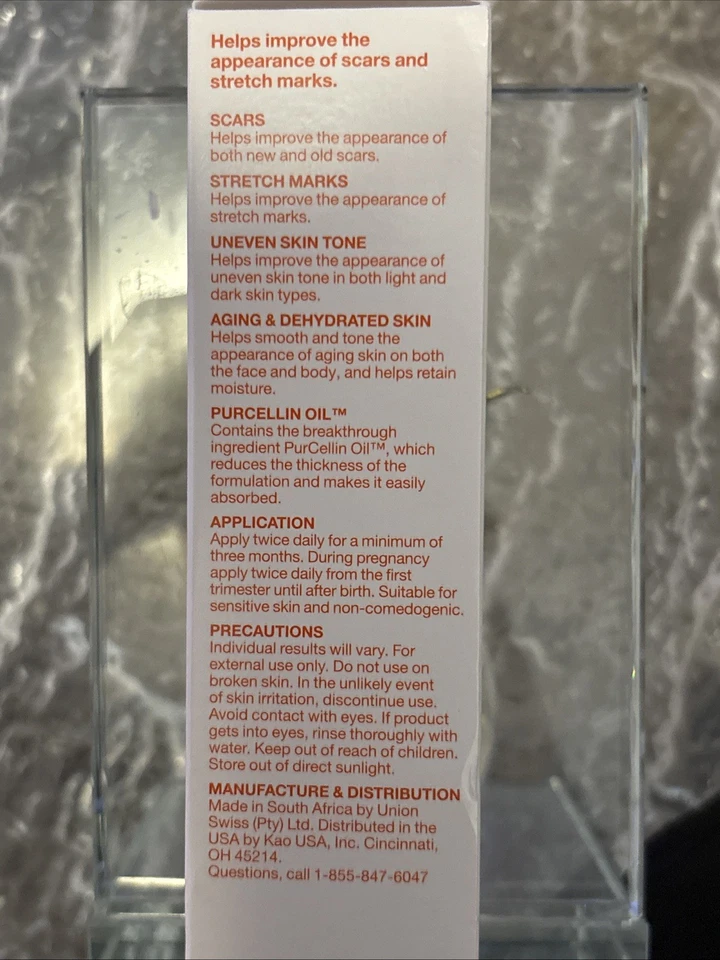 Helps improve the
appearance of scars and
stretch marks.
SCARS
Helps improve the appearance of
both new and old scars.
STRETCH MARKS
Helps improve the appearance of
stretch marks.
UNEVEN SKIN TONE
Helps improve the appearance of
uneven skin tone in both light and
dark skin types.
AGING & DEHYDRATED SKIN
Helps smooth and tone the
appearance of aging skin on both
the face and body, and helps retain
moisture.
PURCELLIN OIL™
Contains the breakthrough
ingredient PurCellin Oil™, which
reduces the thickness of the
formulation and makes it easily
absorbed.
APPLICATION
Apply twice daily for a minimum of
three months. During pregnancy
apply twice daily from the first
trimester until after birth. Suitable for
sensitive skin and non-comedogenic.
PRECAUTIONS
Individual results will vary. For
external use only. Do not use on
broken skin. In the unlikely event
of skin irritation, discontinue use.
Avoid contact with eyes. If product
gets into eyes, rinse thoroughly with
water. Keep out of reach of children.
Store out of direct sunlight.
MANUFACTURE & DISTRIBUTION
Made in South Africa by Union
Swiss (Pty) Ltd. Distributed in the
USA by Kao USA, Inc. Cincinnati,
OH 45214.
Questions, call 1-855-847-6047